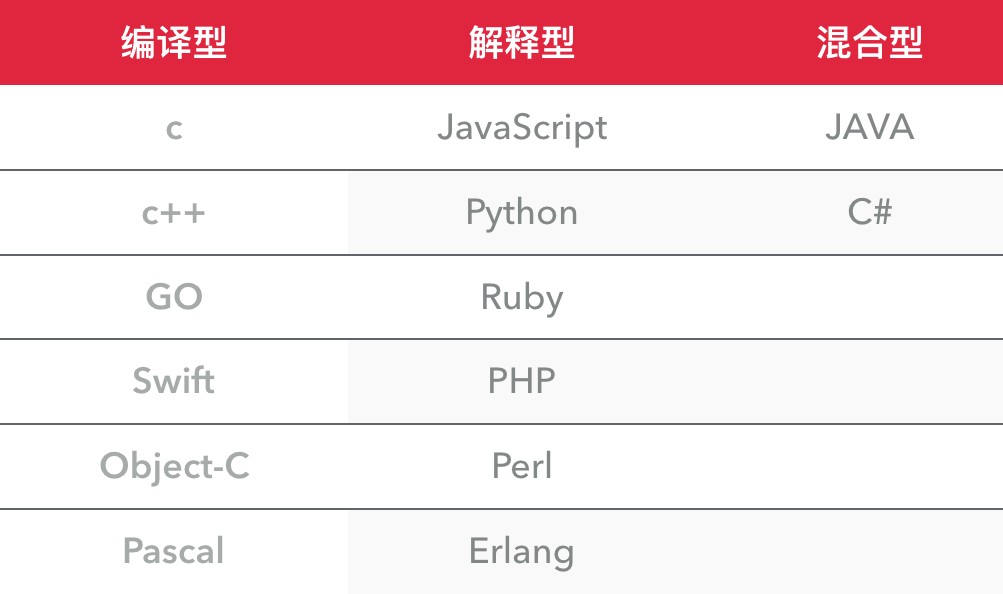 编译型 解释型 混合型
c JavaScript JAVA
c++ Python C#
GO Ruby
Swift PHP
Object-C Perl
Pascal Erlang